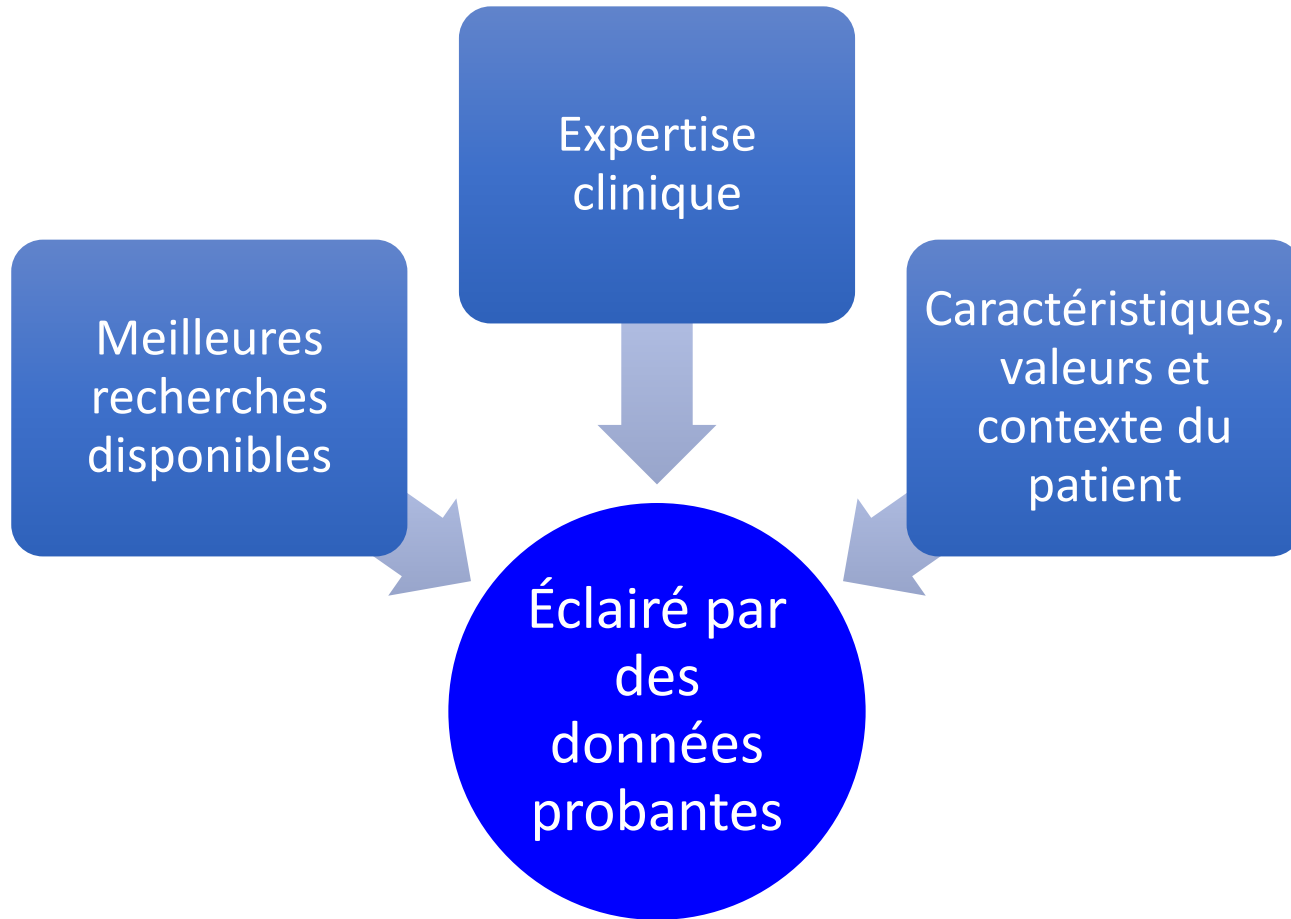 Expertise
clinique
Meilleures
recherches
disponibles
Caractéristiques,
valeurs et
contexte du
patient
Éclairé par
des
données
probantes